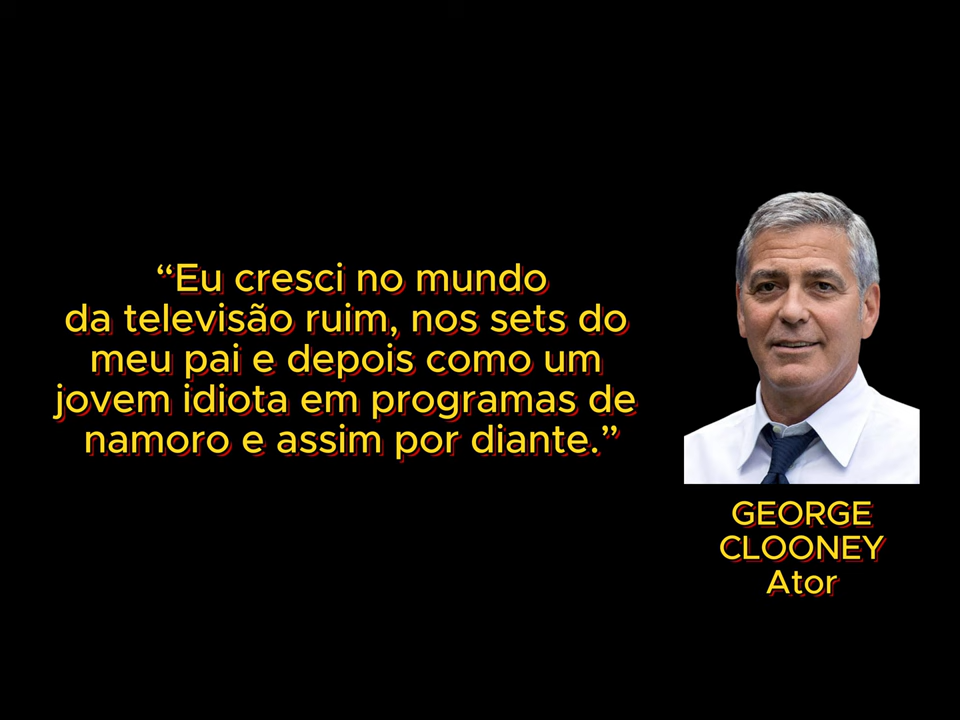 “Eu cresci no mundo
da televisão ruim, nos sets do
meu pai e depois como um
jovem idiota em programas de
namoro e assim por diante.”
GEORGE
CLOONEY
Ator